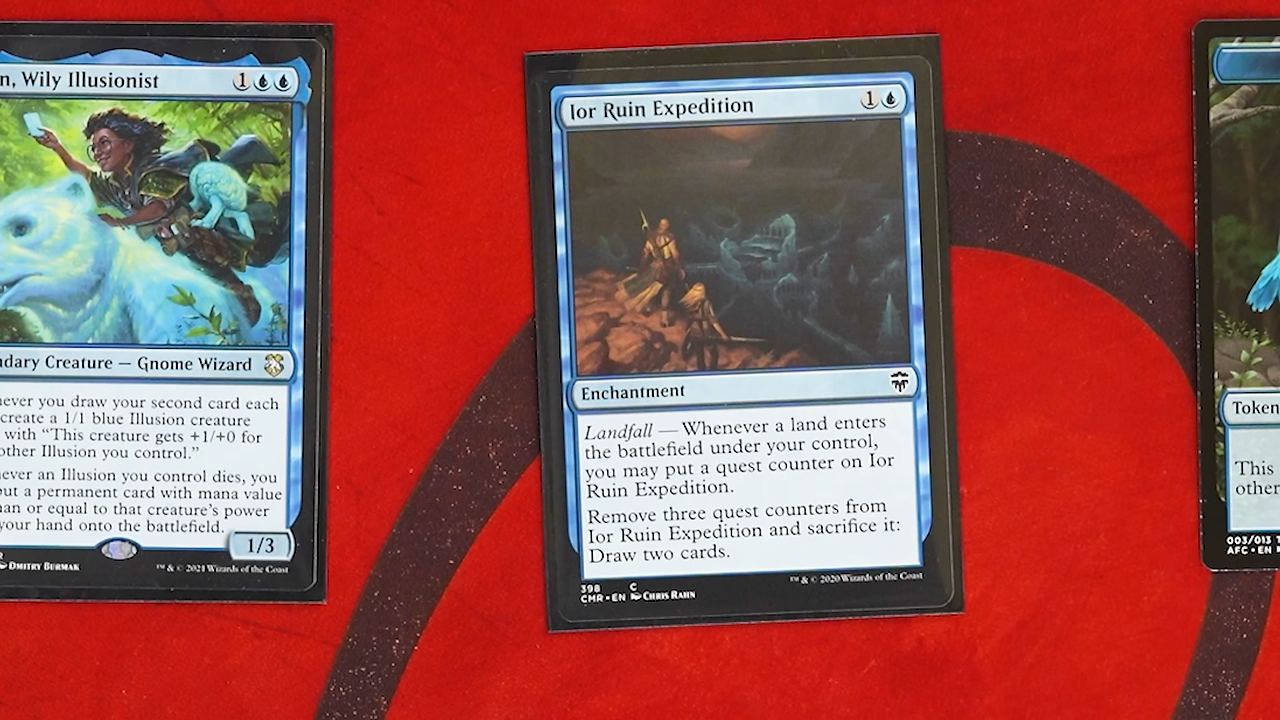 n, Wily Illusionist 1
ndary Creature — Gnome Wizard
never you draw your second card each
create a 1/1 blue Illusion creature
with “This creature gets +1/+0 for
other Illusion you control.”
never an Illusion you control dies, you
put a permanent card with mana value
than or equal to that creature's power
your hand onto the battlefield.
1/3
Dmitry Burmak
™ & © 2021 Wizards of the Coast
Ior Ruin Expedition 1
Enchantment
Landfall — Whenever a land enters
the battlefield under your control,
you may put a quest counter on Ior
Ruin Expedition.
Remove three quest counters from
Ior Ruin Expedition and sacrifice it:
Draw two cards.
398 C
CMR • EN Chris Rahn
™ & © 2020 Wizards of the Coast
Token
This
other
003/013 T
AFC • EN